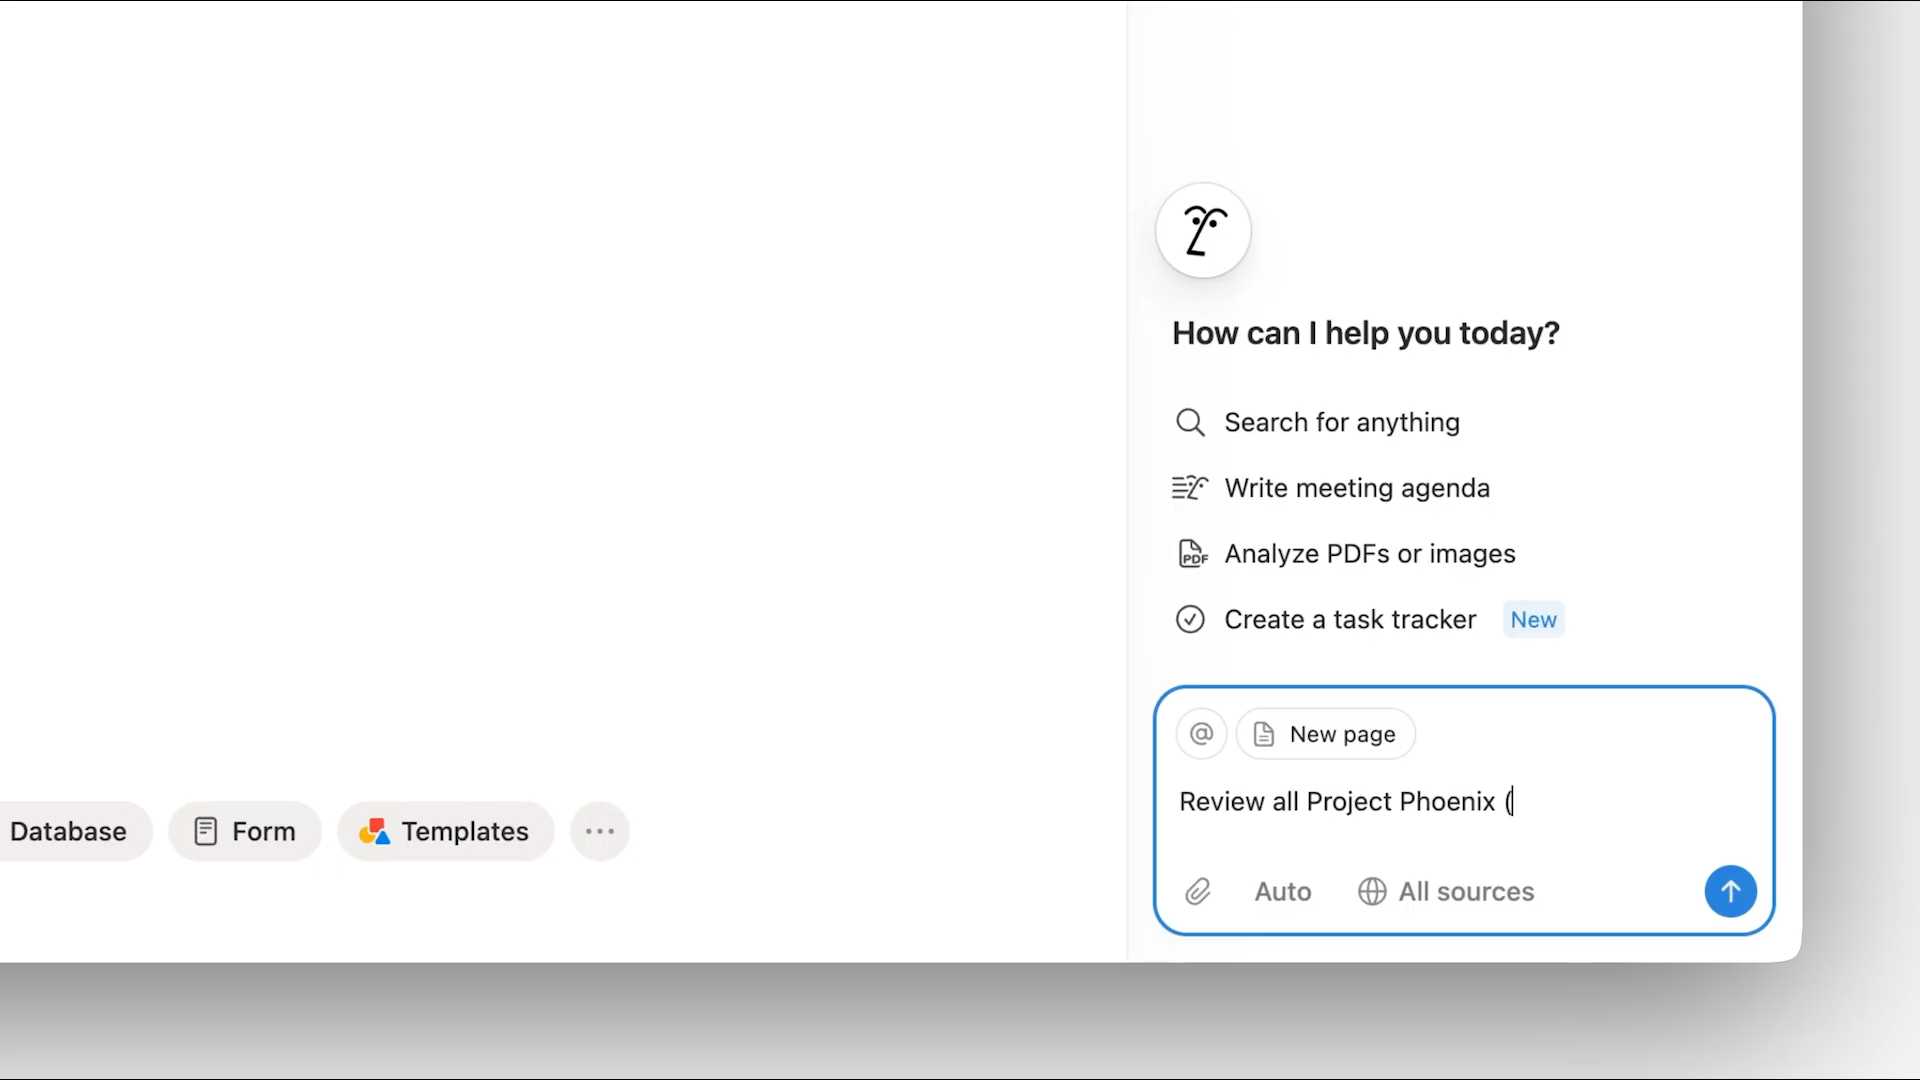 How can I help you today?
Search for anything
Write meeting agenda
PDF Analyze PDFs or images
Create a task tracker New
@ New page
Review all Project Phoenix (
Database Form Templates ...
Auto All sources